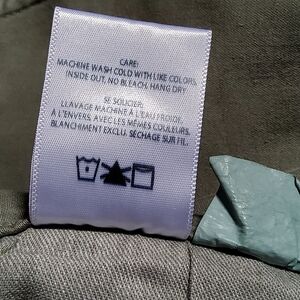 CARE:
MACHINE WASH COLD WITH LIKE COLORS,
INSIDE OUT, NO BLEACH, HANG DRY
SE SOUCIER:
LLAVAGE MACHINE À L'EAU FROIDE,
À L'ENVERS, AVEC LES MÊMES COULEURS,
BLANCHIMENT EXCLU. SÉCHAGE SUR FIL.